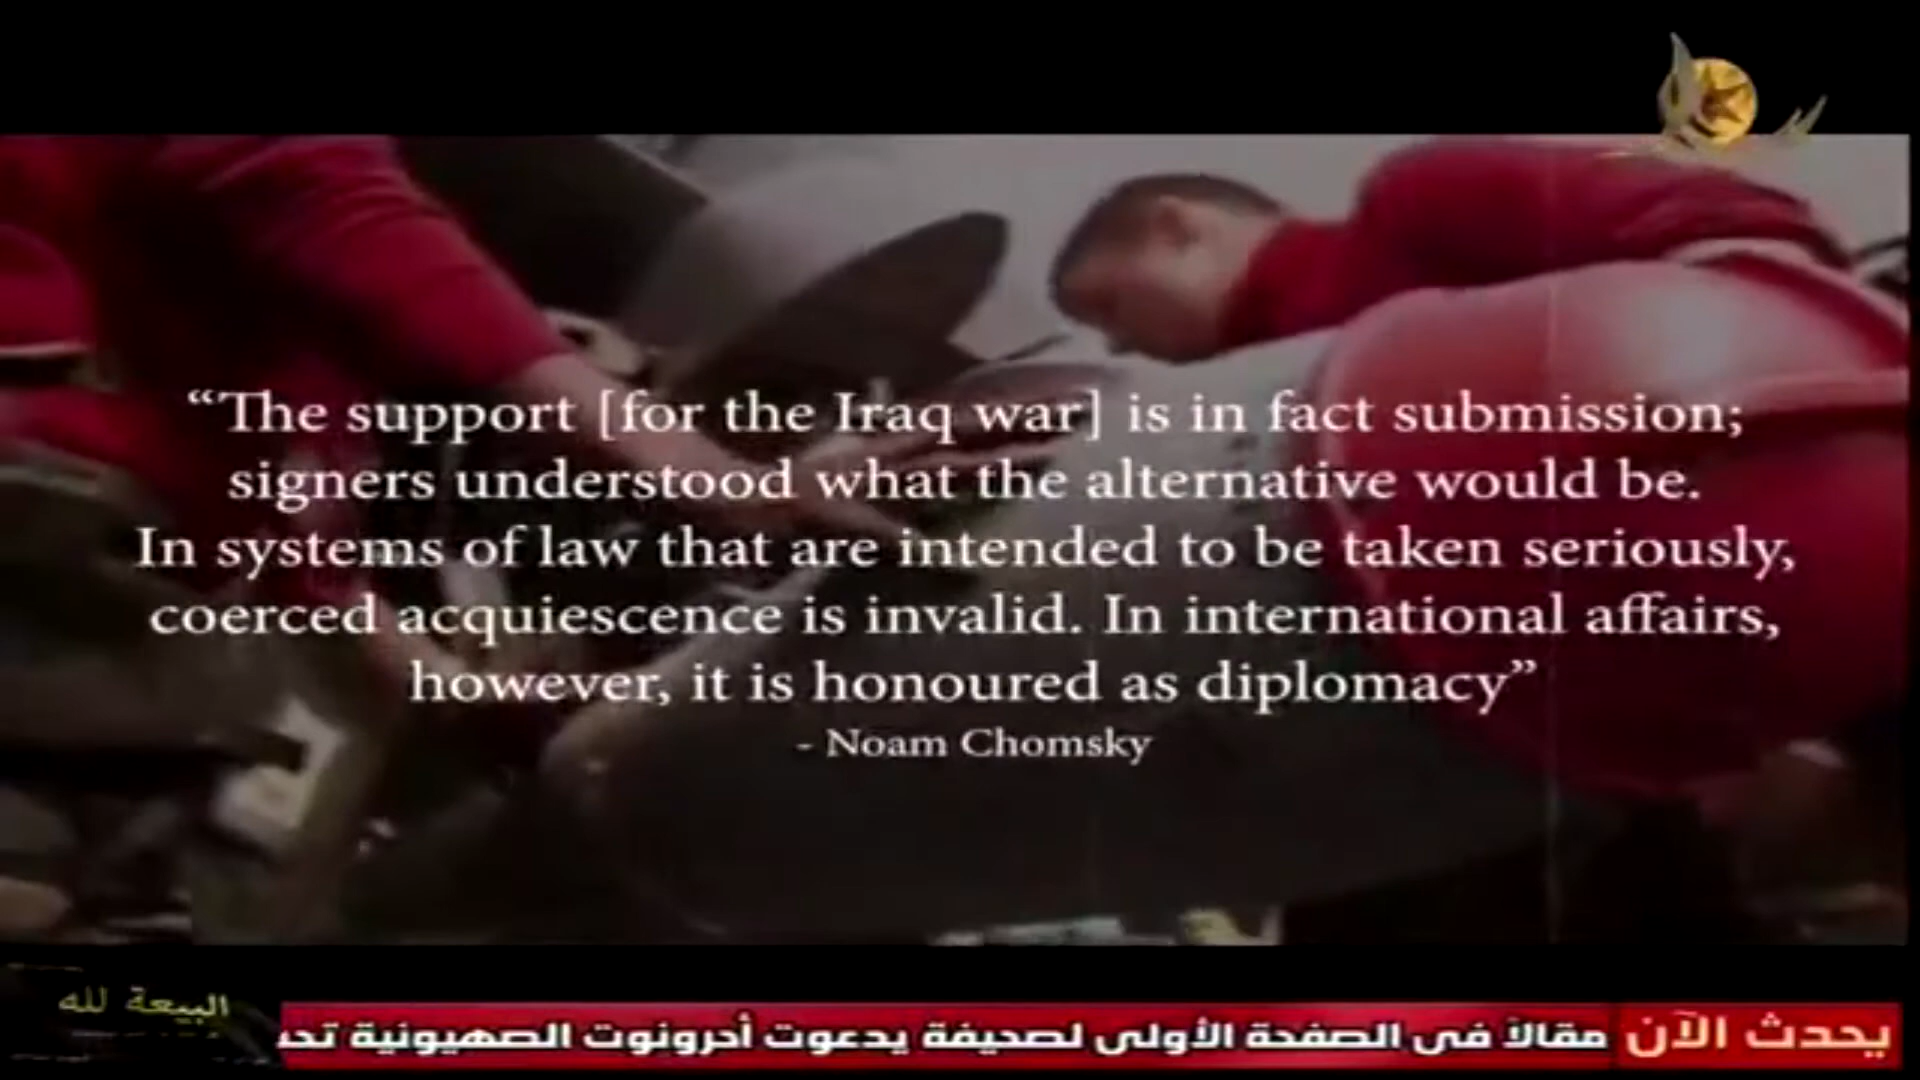 “The support [for the Iraq war] is in fact submission;
signers understood what the alternative would be.
In systems of law that are intended to be taken seriously,
coerced acquiescence is invalid. In international affairs,
however, it is honoured as diplomacy”
- Noam Chomsky
البيعة لله
يحدث الآن
مقالاً في الصفحة الأولى لصحيفة يدعوت أحرونوت الصهيونية